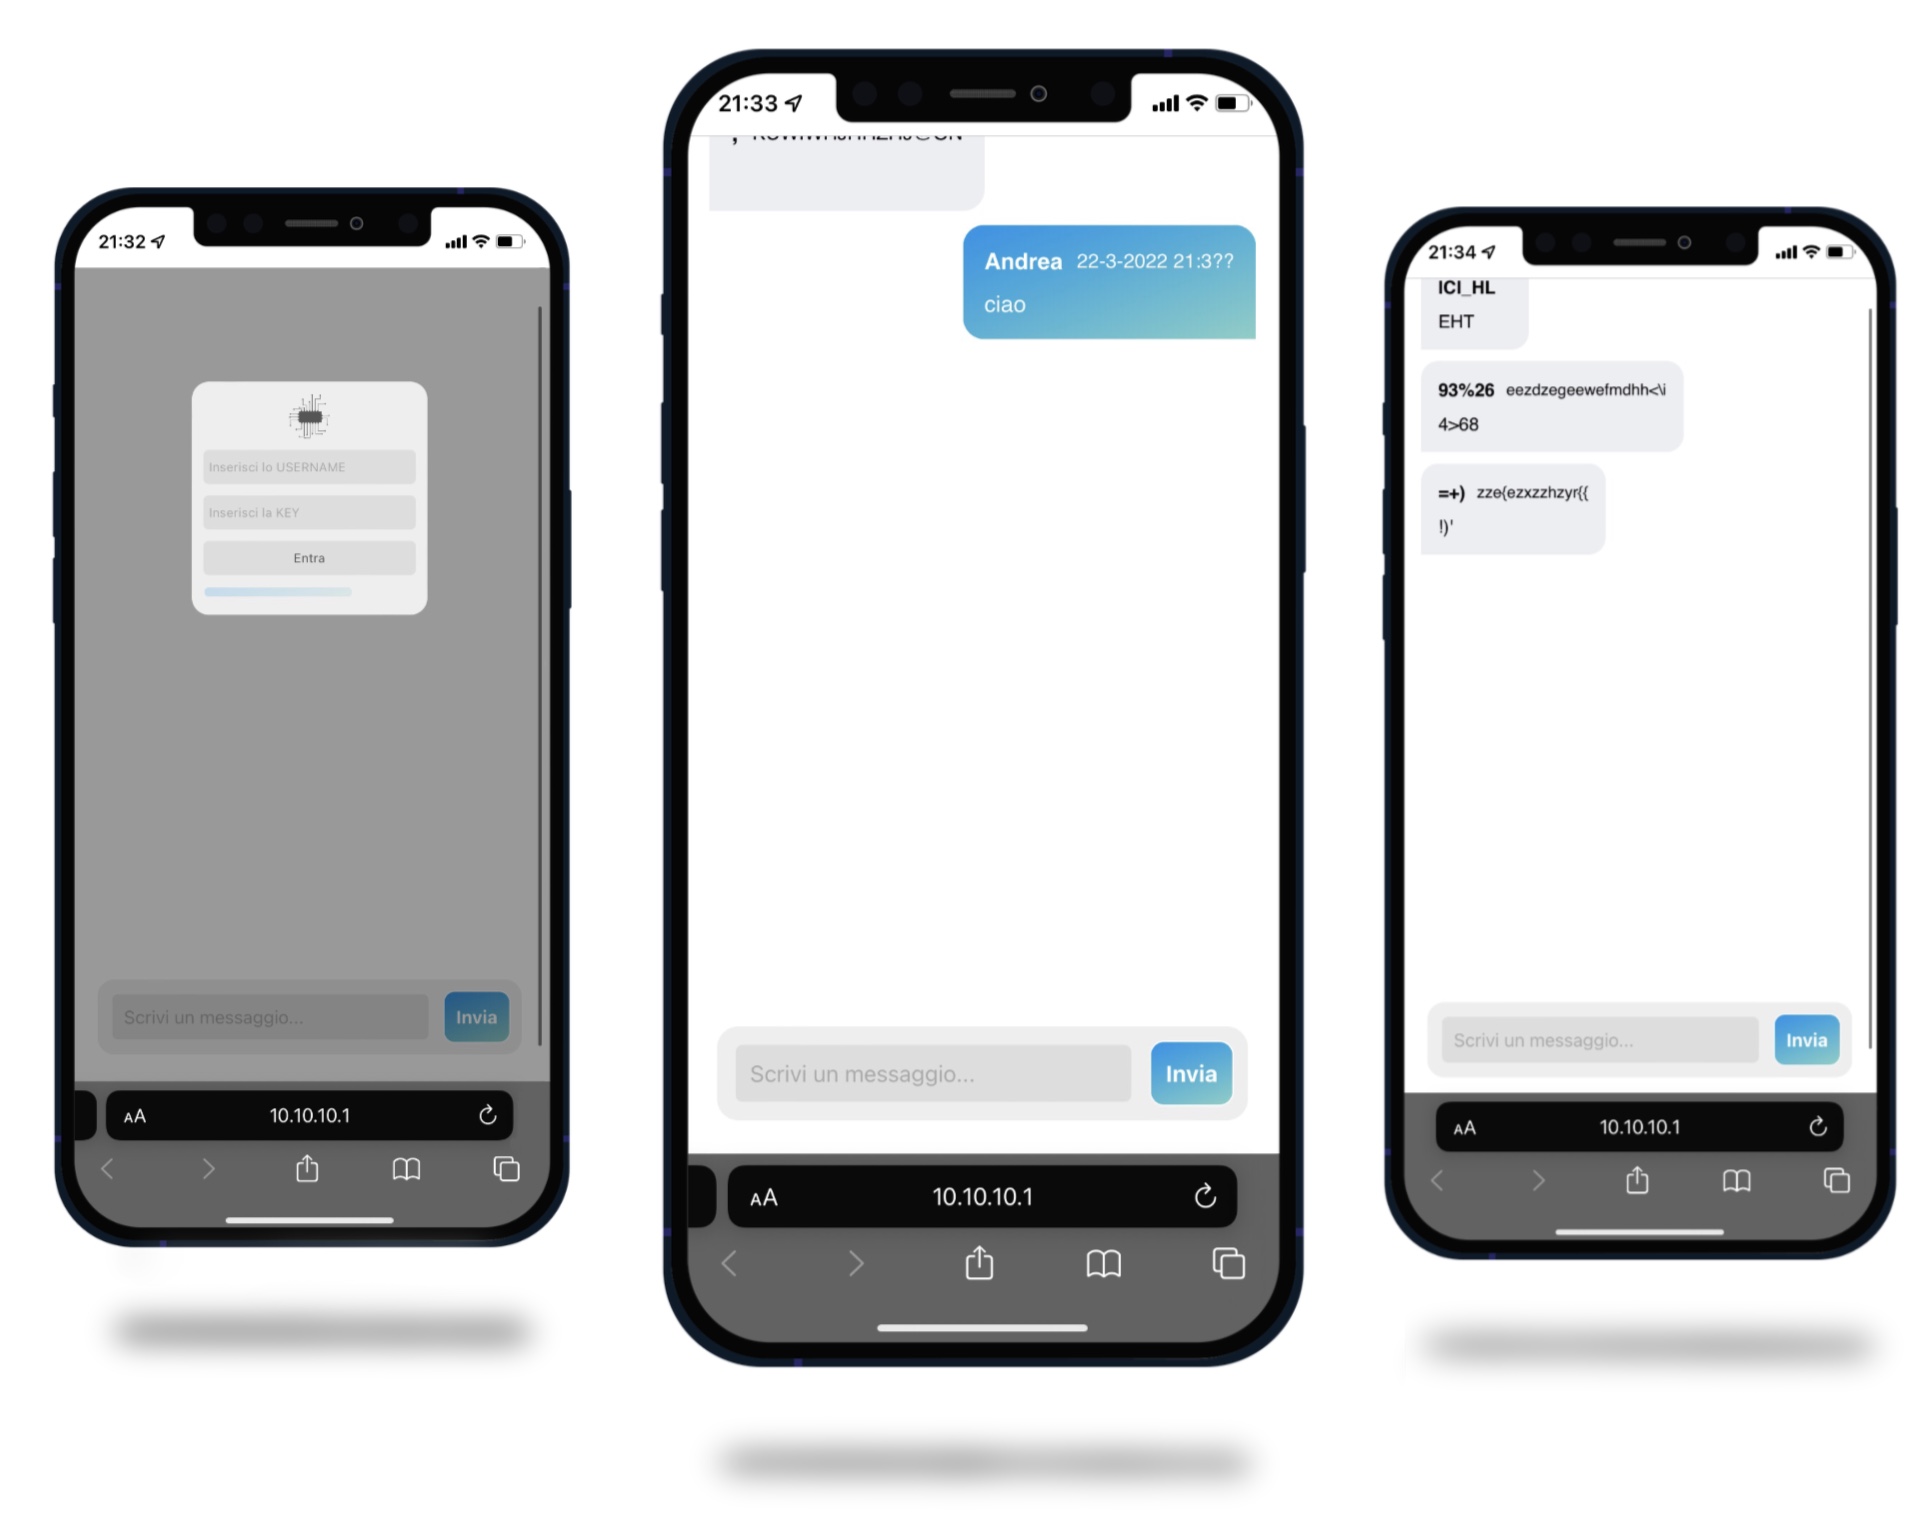 21:32
Inserisci lo USERNAME
Inserisci la KEY
Entra
Scrivi un messaggio...
Invia
AA 10.10.10.1
21:33
Andrea 22-3-2022 21:3??
ciao
Scrivi un messaggio...
Invia
AA 10.10.10.1
21:34
ICI_HL
EHT
93%26 eezdzegeewefmdhh<\i
4>68
=+) zze{ezxzzhzyr{{
!)'
Scrivi un messaggio...
Invia
AA 10.10.10.1